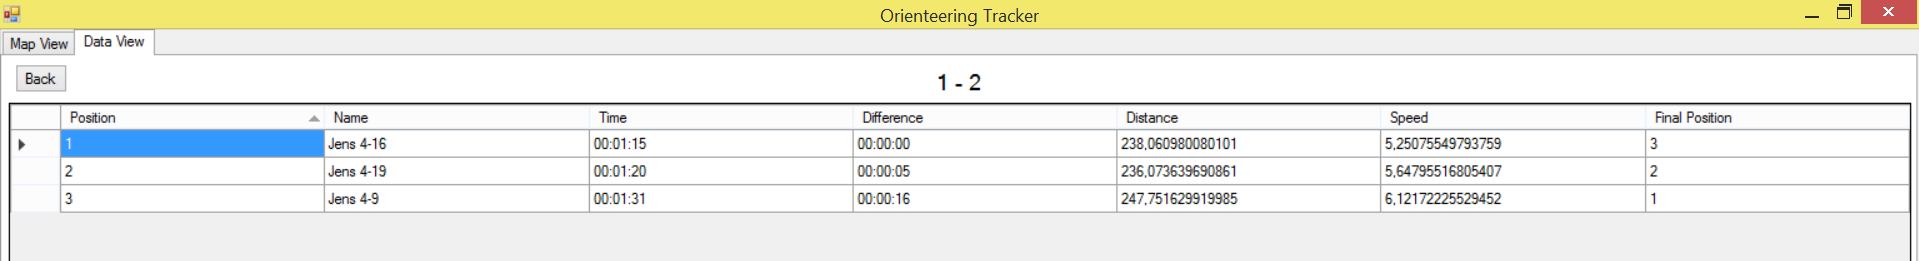 Orienteering Tracker
Map View Data View
Back
1 - 2
Position Name Time Difference Distance Speed Final Position
1 Jens 4-16 00:01:15 00:00:00 238,060980080101 5,25075549793759 3
2 Jens 4-19 00:01:20 00:00:05 236,073639690861 5,64795516805407 2
3 Jens 4-9 00:01:31 00:00:16 247,751629919985 6,12172225529452 1